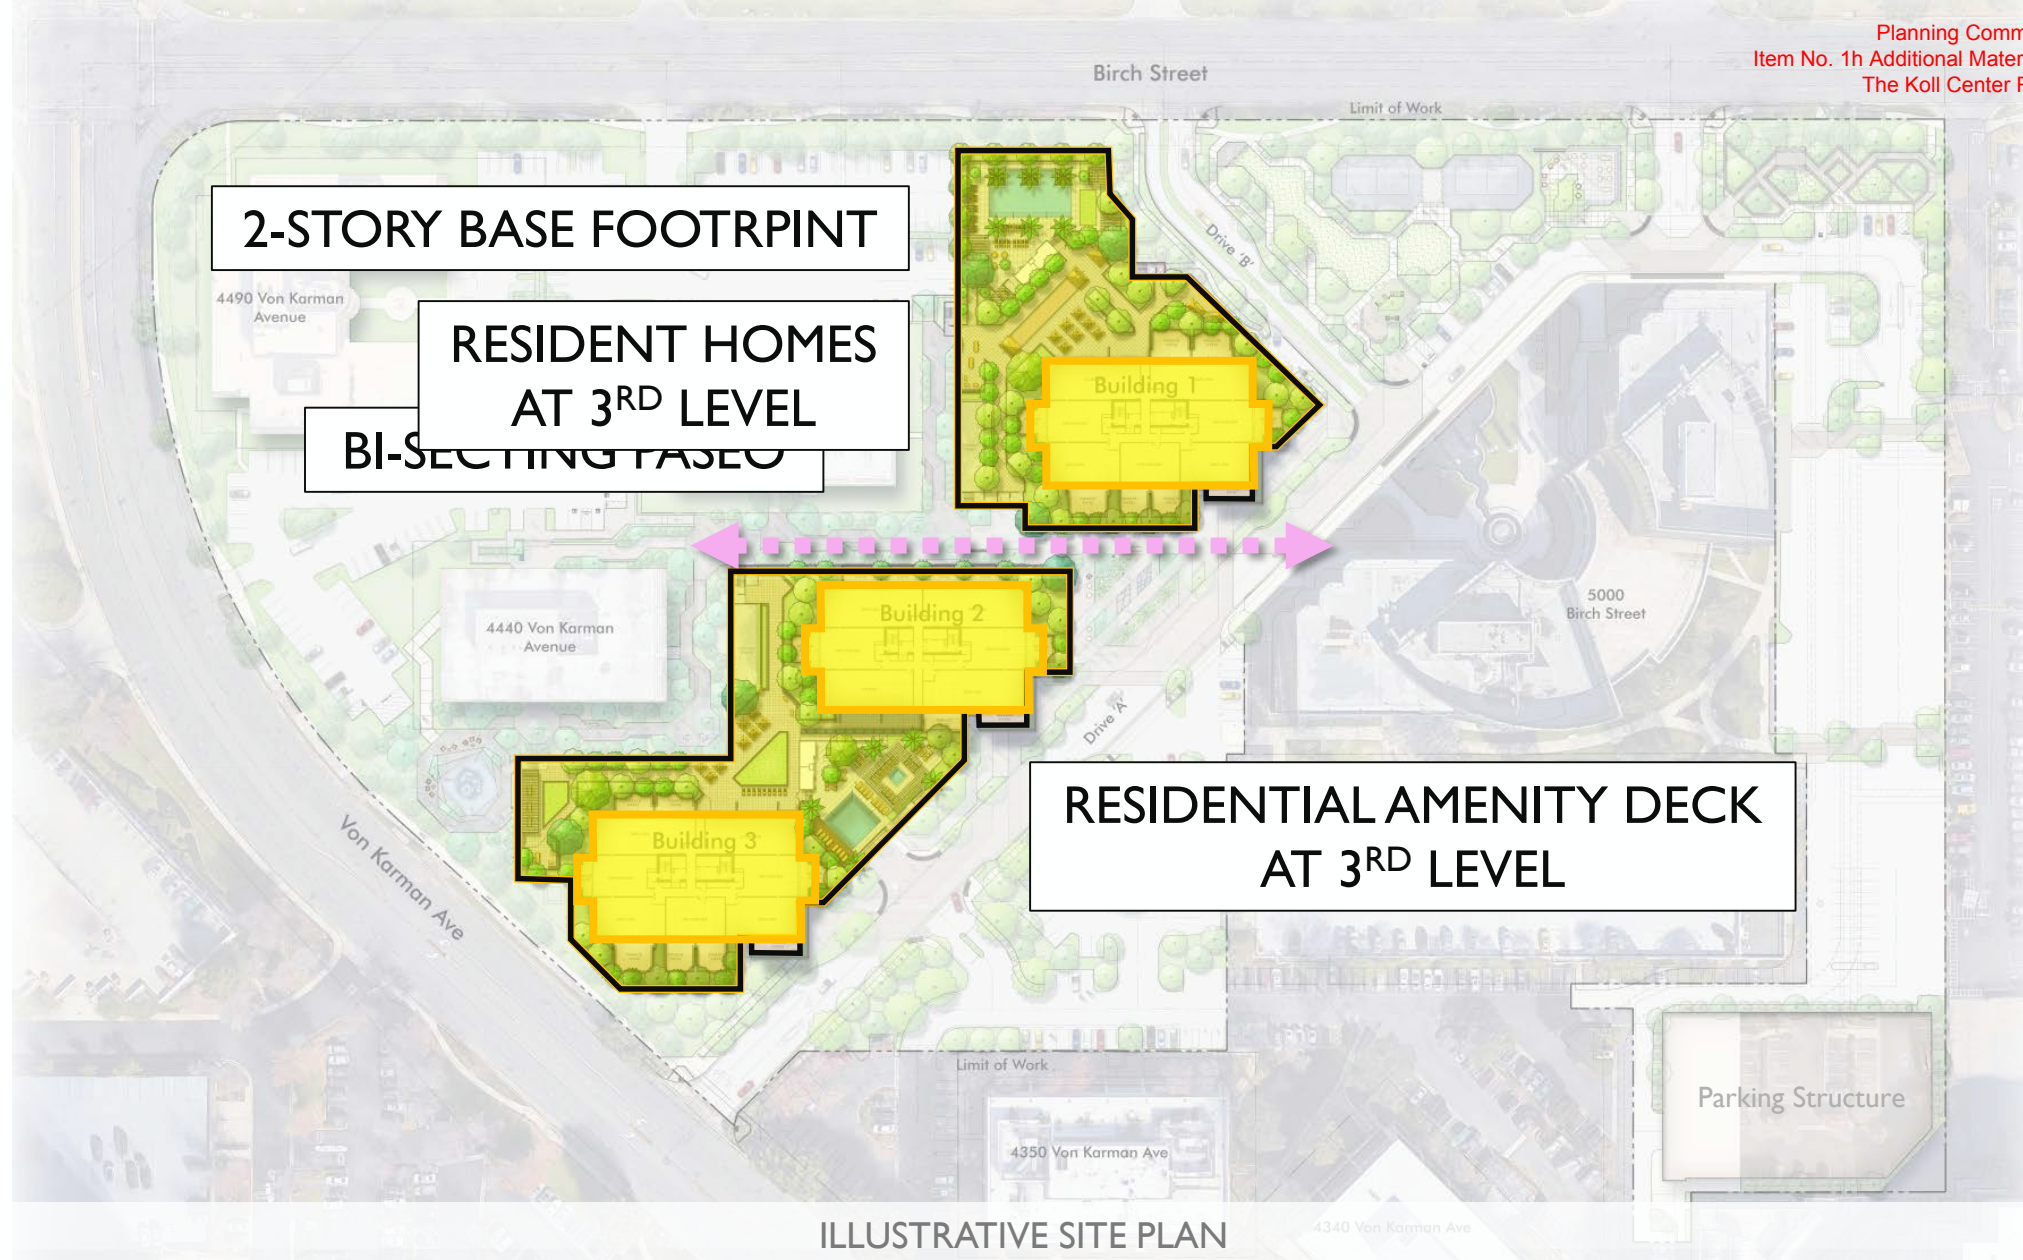 Planning Comm
Item No. 1h Additional Mater
The Koll Center R
Birch Street
Limit of Work
2-STORY BASE FOOTRPINT
Drive 'B'
4490 Von Karman
Avenue
RESIDENT HOMES
AT 3RD LEVEL
Building 1
BI-SECTING PASEO
5000
Birch Street
Building 2
4440 Von Karman
Avenue
Drive 'A'
RESIDENTIAL AMENITY DECK
AT 3RD LEVEL
Building 3
Von Karman Ave
Limit of Work
Parking Structure
4350 Von Karman Ave
4340 Von Karman Ave
ILLUSTRATIVE SITE PLAN